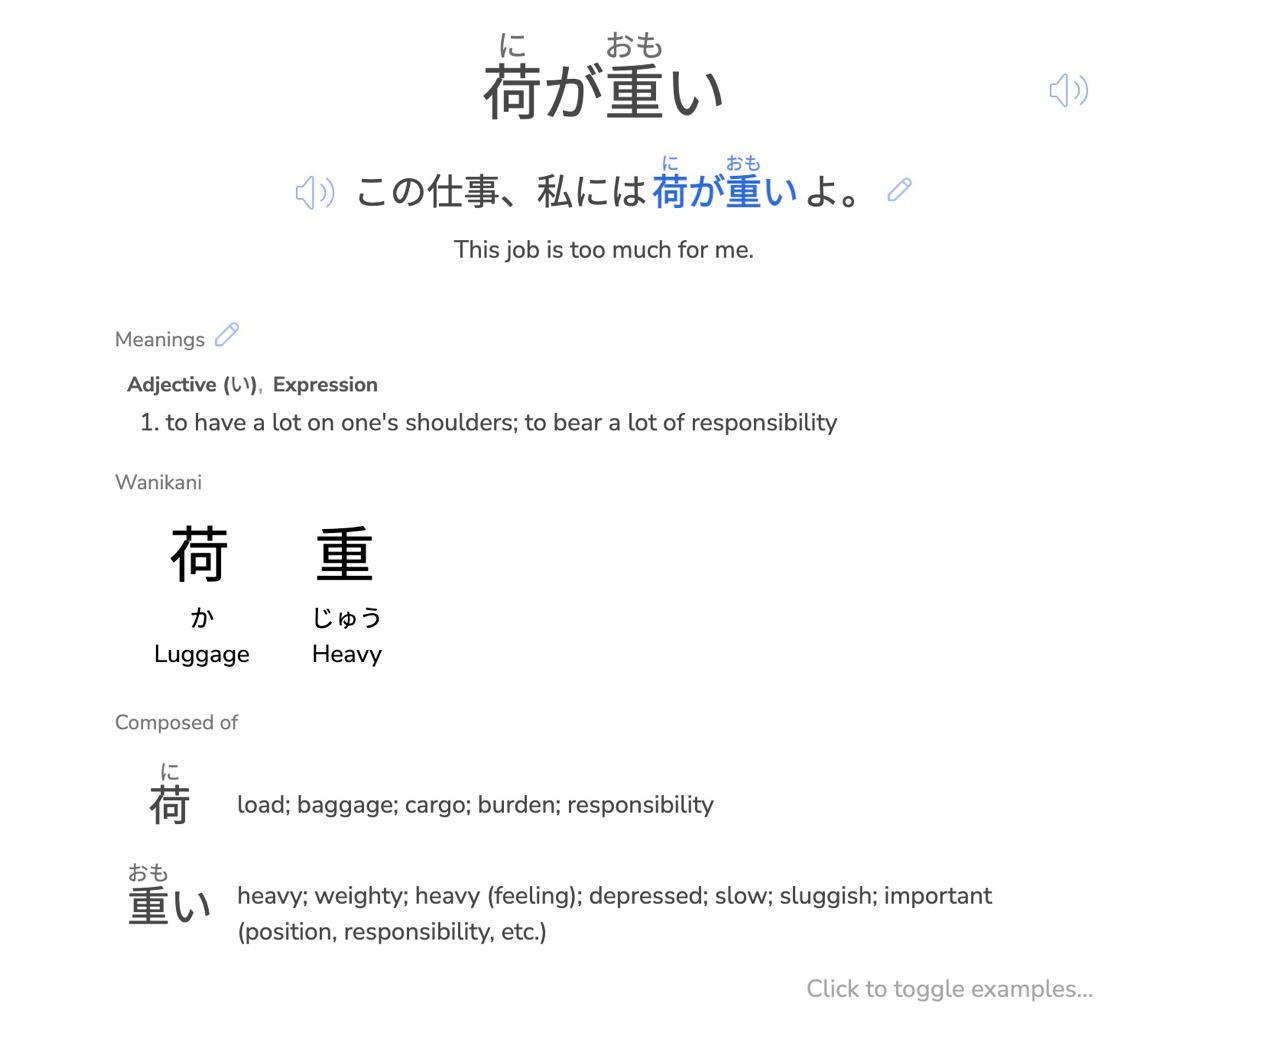 に おも
荷が重い
に おも
この仕事、私には荷が重いよ。
This job is too much for me.
Meanings
Adjective (い), Expression
1. to have a lot on one's shoulders; to bear a lot of responsibility
Wanikani
荷 重
か じゅう
Luggage Heavy
Composed of
に
荷 load; baggage; cargo; burden; responsibility
おも
重い heavy; weighty; heavy (feeling); depressed; slow; sluggish; important
(position, responsibility, etc.)
Click to toggle examples...